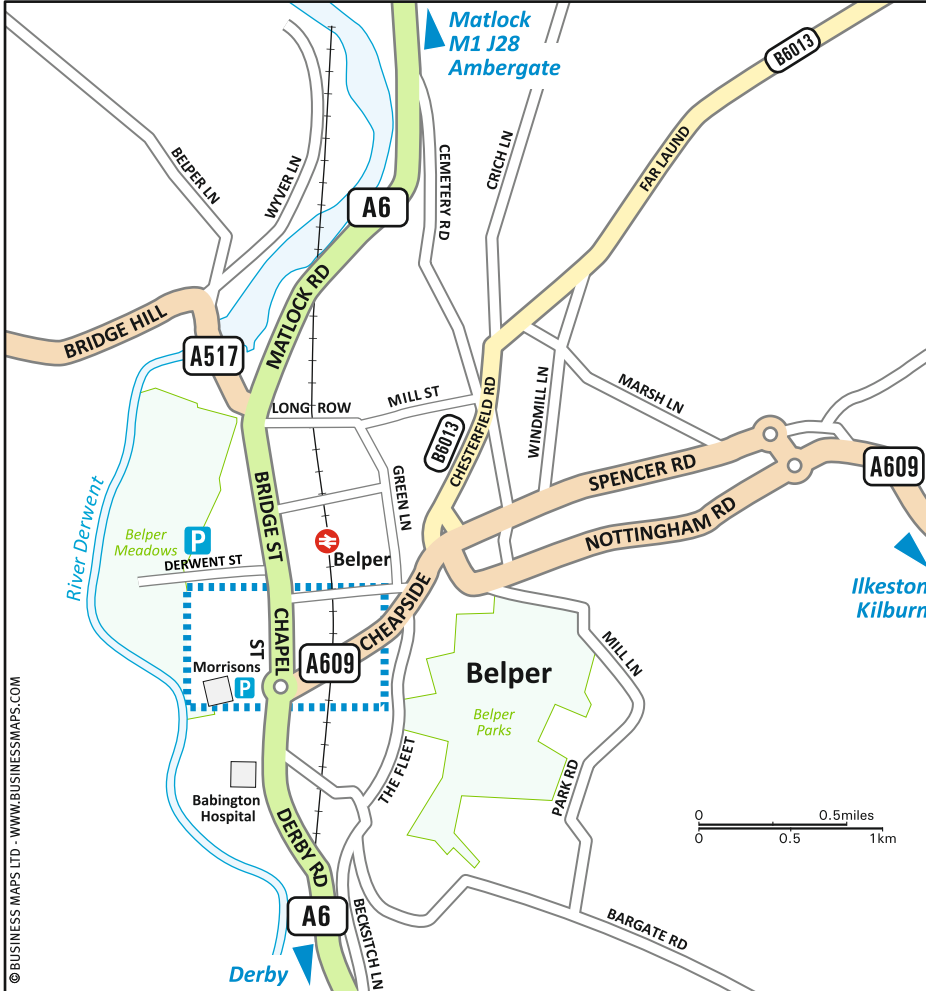 Matlock
M1 J28
Ambergate
B6013
BELPER LN
WYVER LN
CEMETERY RD
CRICH LN
FAR LAUND
A6
MATLOCK RD
BRIDGE HILL
A517
LONG ROW
MILL ST
CHESTERFIELD RD
B6013
WINDMILL LN
MARSH LN
SPENCER RD
A609
NOTTINGHAM RD
GREEN LN
BRIDGE ST
River Derwent
Belper
Meadows
P
DERWENT ST
Belper
Ilkeston
Kilburn
CHEAPSIDE
CHAPEL
ST
A609
Morrisons
P
Belper
Belper
Parks
MILL LN
THE FLEET
PARK RD
Babington
Hospital
DERBY RD
0 0.5miles
0 0.5 1km
A6
BECKSITCH LN
BARGATE RD
Derby
© BUSINESS MAPS LTD - WWW.BUSINESSMAPS.COM